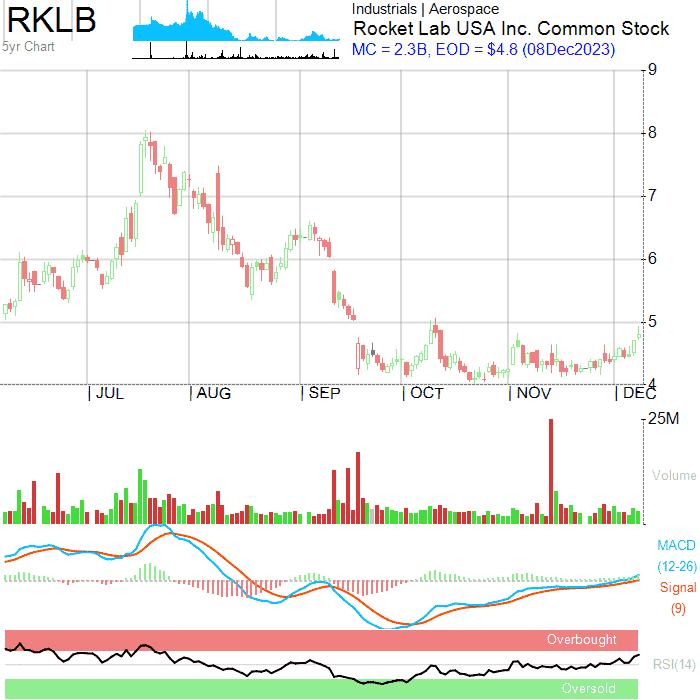 RKLB
5yr Chart
Industrials | Aerospace
Rocket Lab USA Inc. Common Stock
MC = 2.3B, EOD = $4.8 (08Dec2023)
9
8
7
6
5
4
| JUL | AUG | SEP | OCT | NOV | DEC
25M
Volume
MACD
(12-26)
Signal
(9)
Overbought
RSI(14)
Oversold